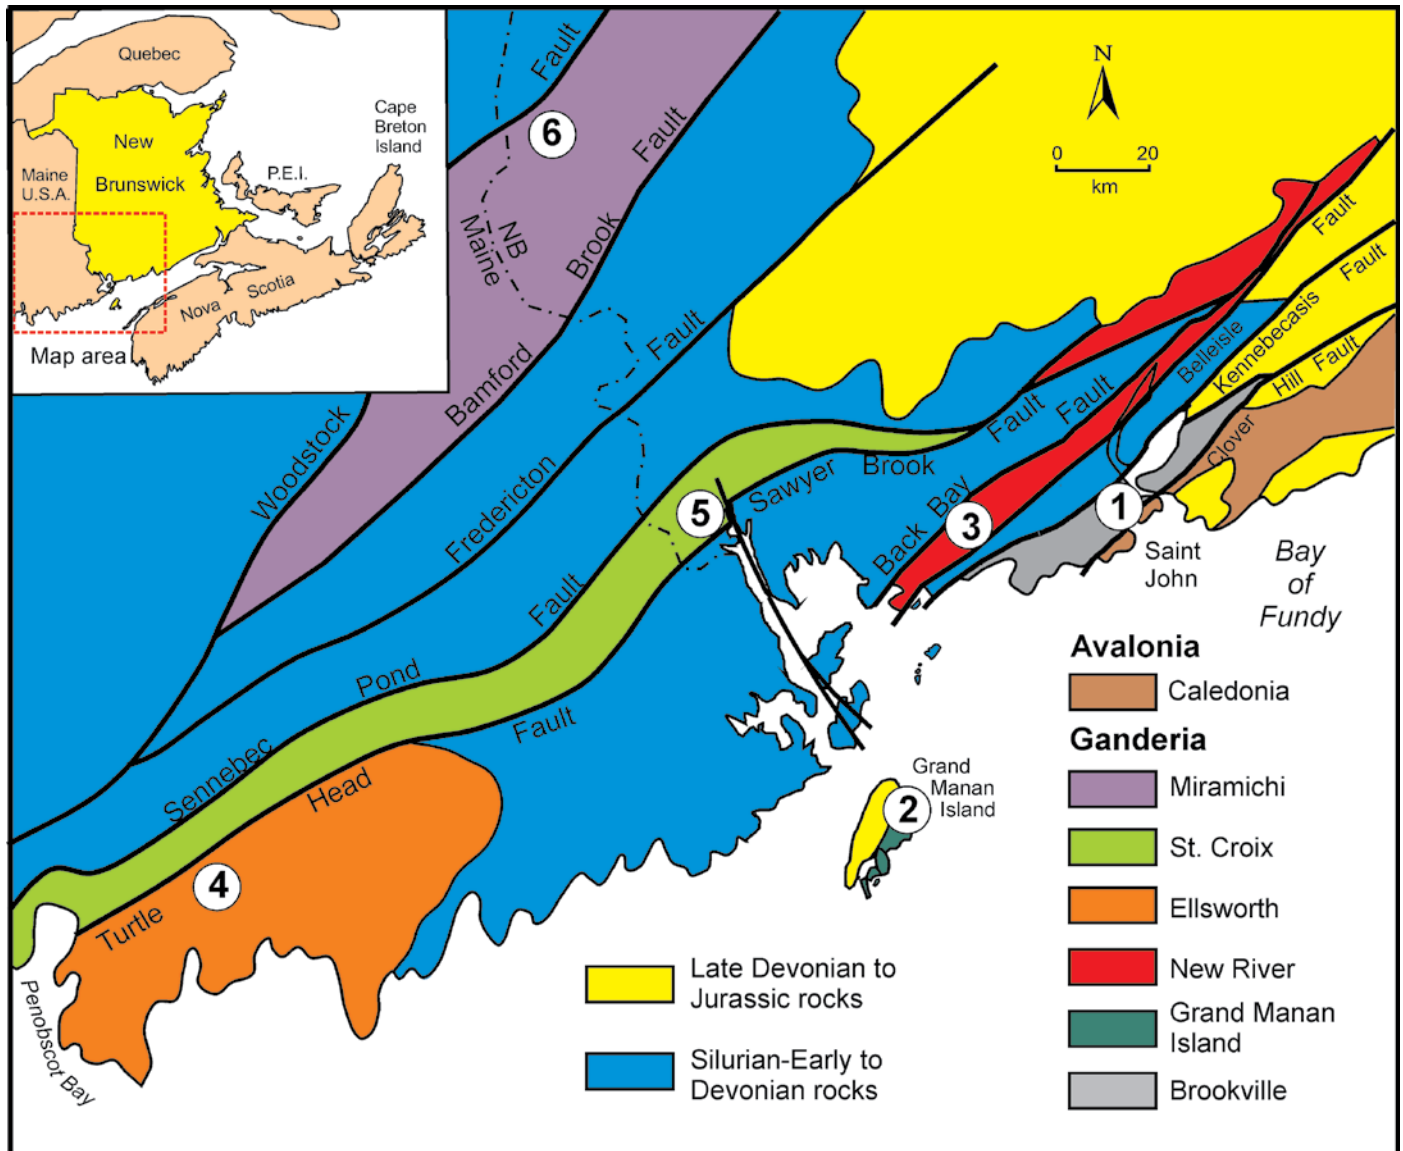 Quebec
New
Brunswick
Maine
U.S.A.
P.E.I.
Cape
Breton
Island
Nova
Scotia
Map area
N
0
20
km
Fault
6
NB
Maine
Bamford
Brook
Fault
Woodstock
Fredericton
Fault
Fault
Kennebecasis
Fault
Belleisle
Hill
Fault
Clover
Back
Bay
Fault
Sawyer
Brook
Fault
5
3
1
Saint
John
Bay
of
Fundy
Sennebec
Pond
Fault
Turtle
Head
Fault
4
Penobscot Bay
Grand
Manan
Island
2
Avalonia
Caledonia
Ganderia
Miramichi
St. Croix
Ellsworth
New River
Grand Manan
Island
Brookville
Late Devonian to
Jurassic rocks
Silurian-Early to
Devonian rocks